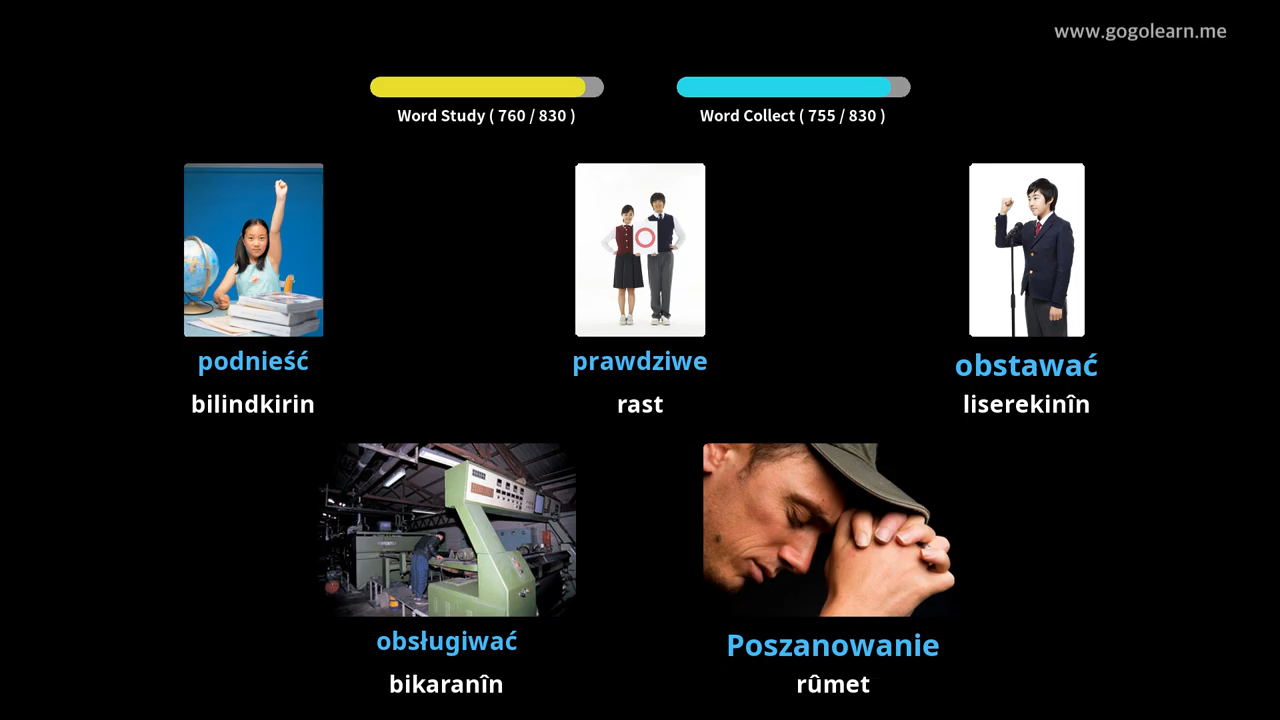 www.gogolearn.me
Word Study ( 760 / 830 )
Word Collect ( 755 / 830 )
podnieść
prawdziwe
obstawać
bilindkirin
rast
liserekinîn
obsługiwać
Poszanowanie
bikaranîn
rûmet